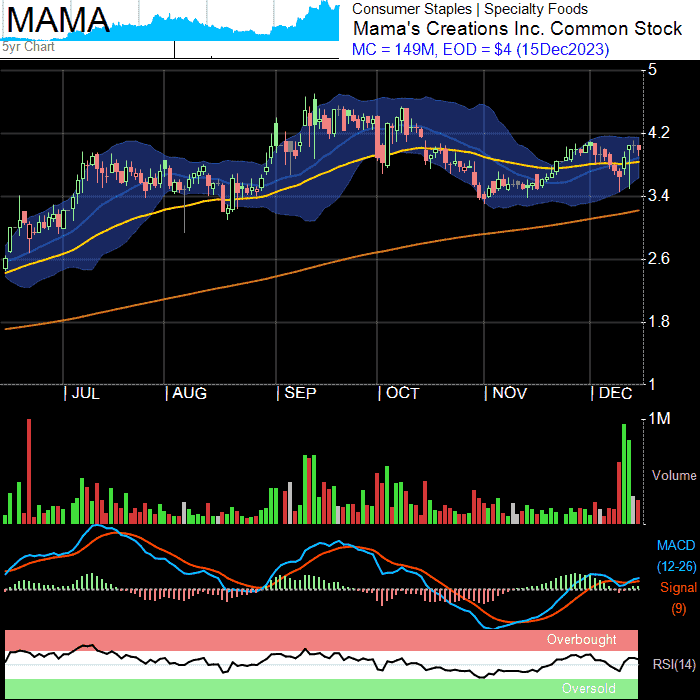 MAMA
5yr Chart
Consumer Staples | Specialty Foods
Mama's Creations Inc. Common Stock
MC = 149M, EOD = $4 (15Dec2023)
5
4.2
3.4
2.6
1.8
1
| JUL | AUG | SEP | OCT | NOV | DEC
1M
Volume
MACD
(12-26)
Signal
(9)
Overbought
RSI(14)
Oversold